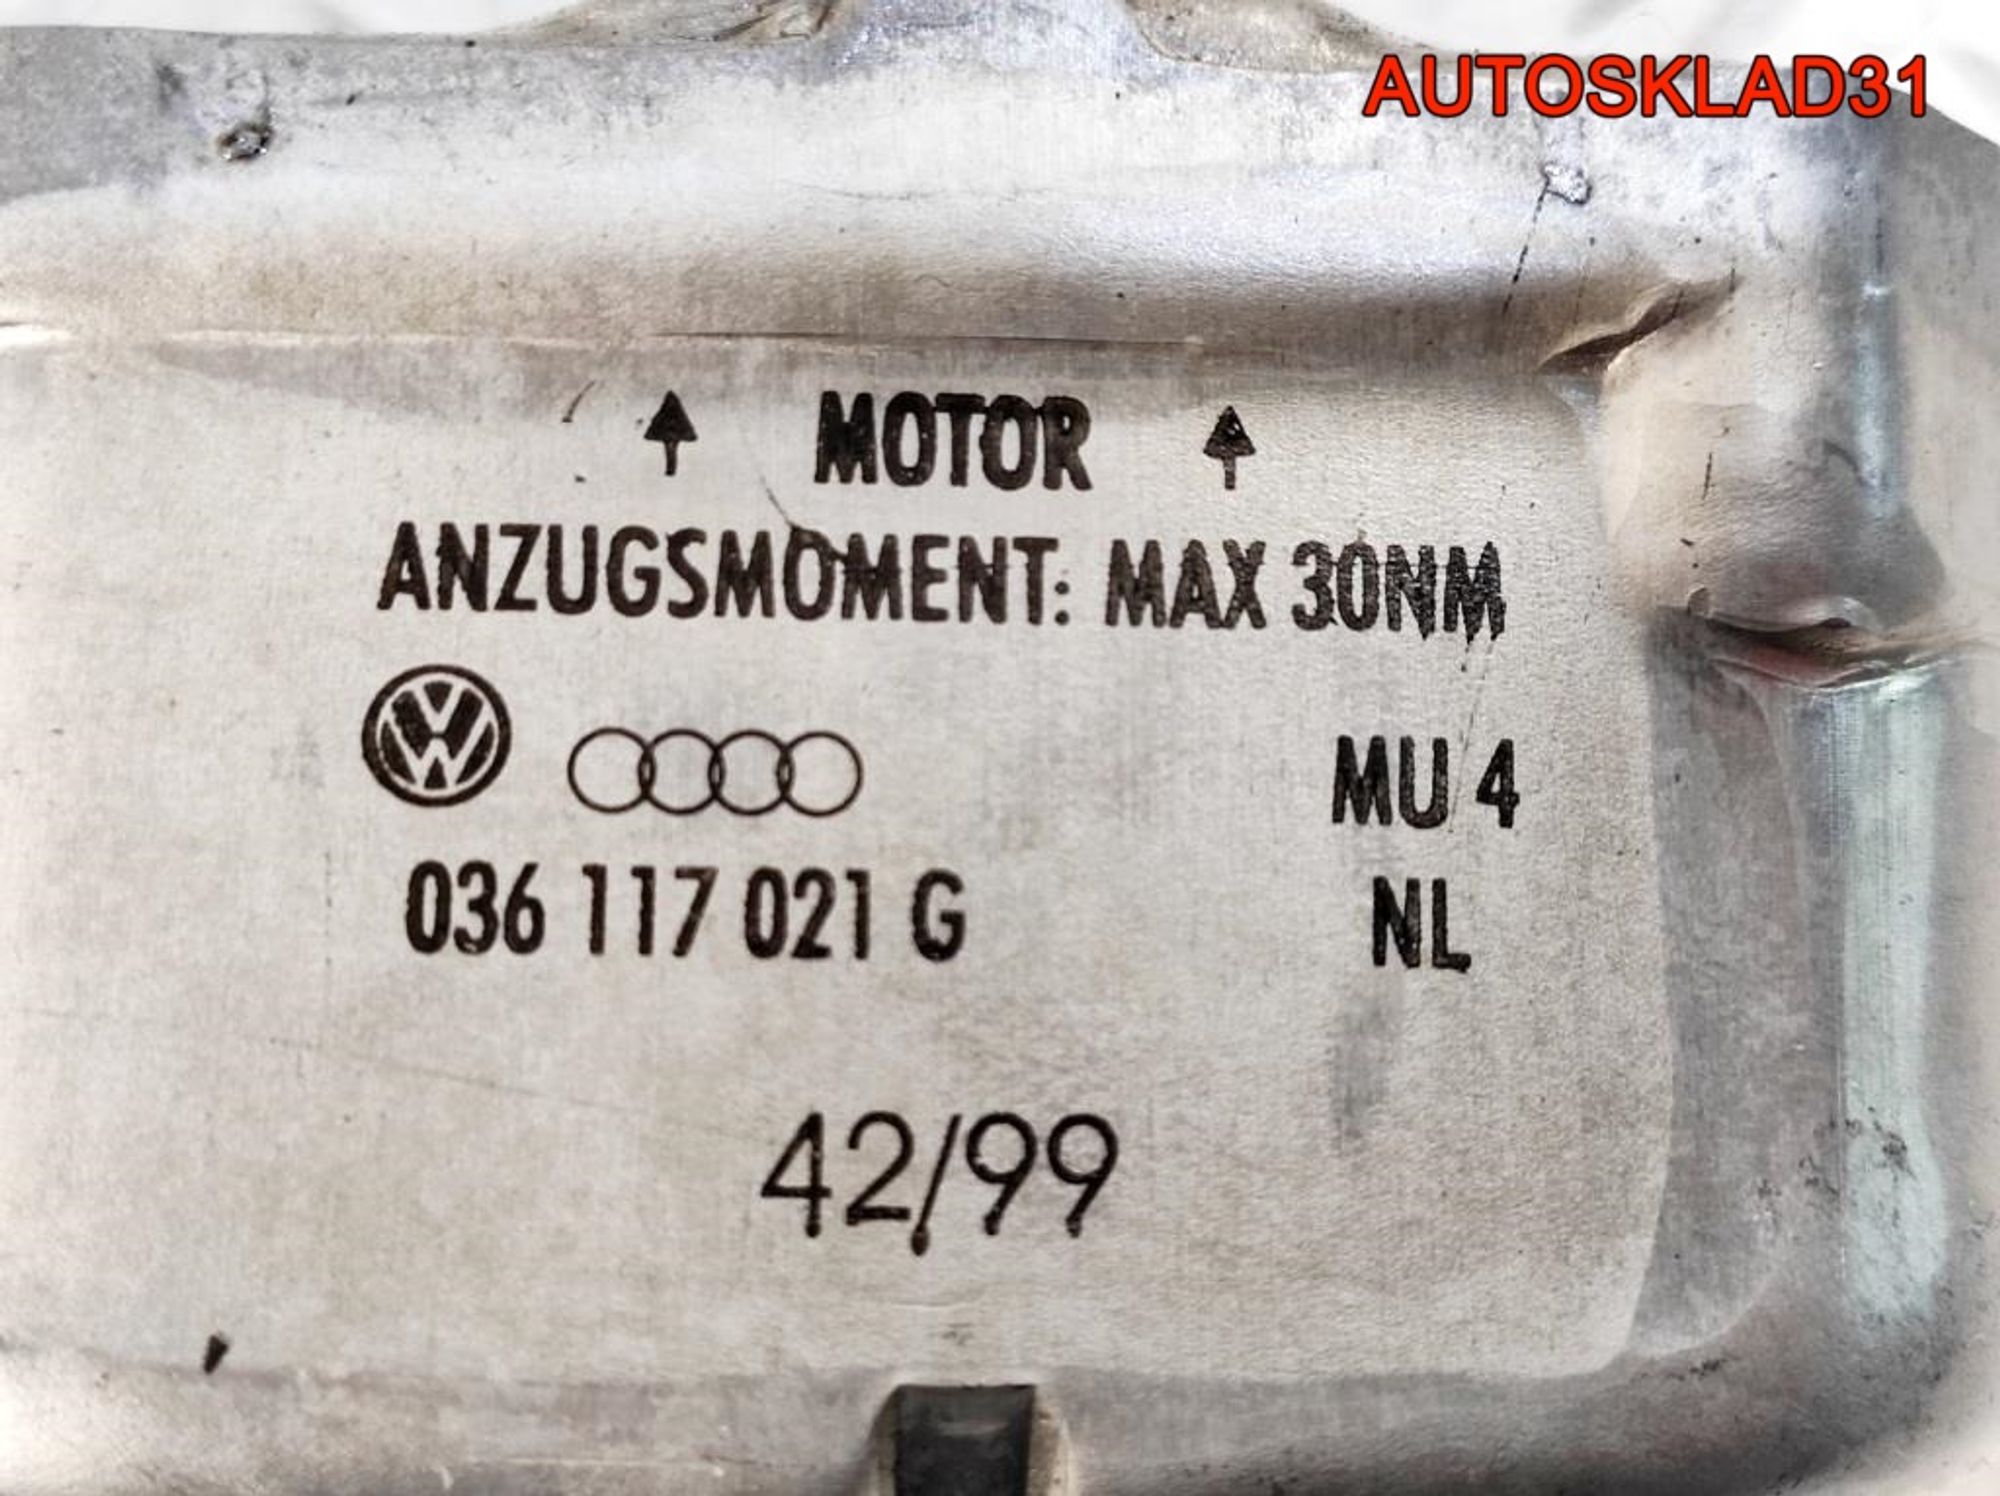 AUTOSKLAD31
MOTOR
ANZUGSMOMENT: MAX 30NM
MU 4
036 117 021 G
NL
42/99